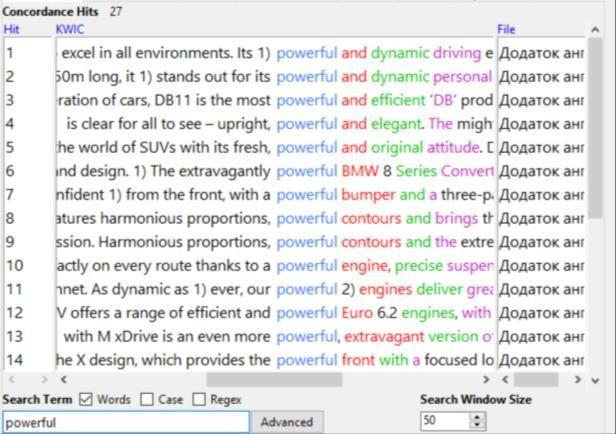 Concordance Hits 27
Hit KWIC File
1 excel in all environments. Its 1) powerful and dynamic driving e Додаток анг
2 50m long, it 1) stands out for its powerful and dynamic personal Додаток анг
3 eration of cars, DB11 is the most powerful and efficient ‘DB’ prod Додаток анг
4 is clear for all to see – upright, powerful and elegant. The migh Додаток анг
5 the world of SUVs with its fresh, powerful and original attitude. D Додаток анг
6 and design. 1) The extravagantly powerful BMW 8 Series Convert Додаток анг
7 nfident 1) from the front, with a powerful bumper and a three-p Додаток анг
8 atures harmonious proportions, powerful contours and brings th Додаток анг
9 ssion. Harmonious proportions, powerful contours and the extre Додаток анг
10 actly on every route thanks to a powerful engine, precise suspen Додаток анг
11 nnet. As dynamic as 1) ever, our powerful 2) engines deliver grea Додаток анг
12 V offers a range of efficient and powerful Euro 6.2 engines, with Додаток анг
13 with M xDrive is an even more powerful, extravagant version o Додаток анг
14 he X design, which provides the powerful front with a focused lo Додаток анг
Search Term Words Case Regex Search Window Size
powerful Advanced 50